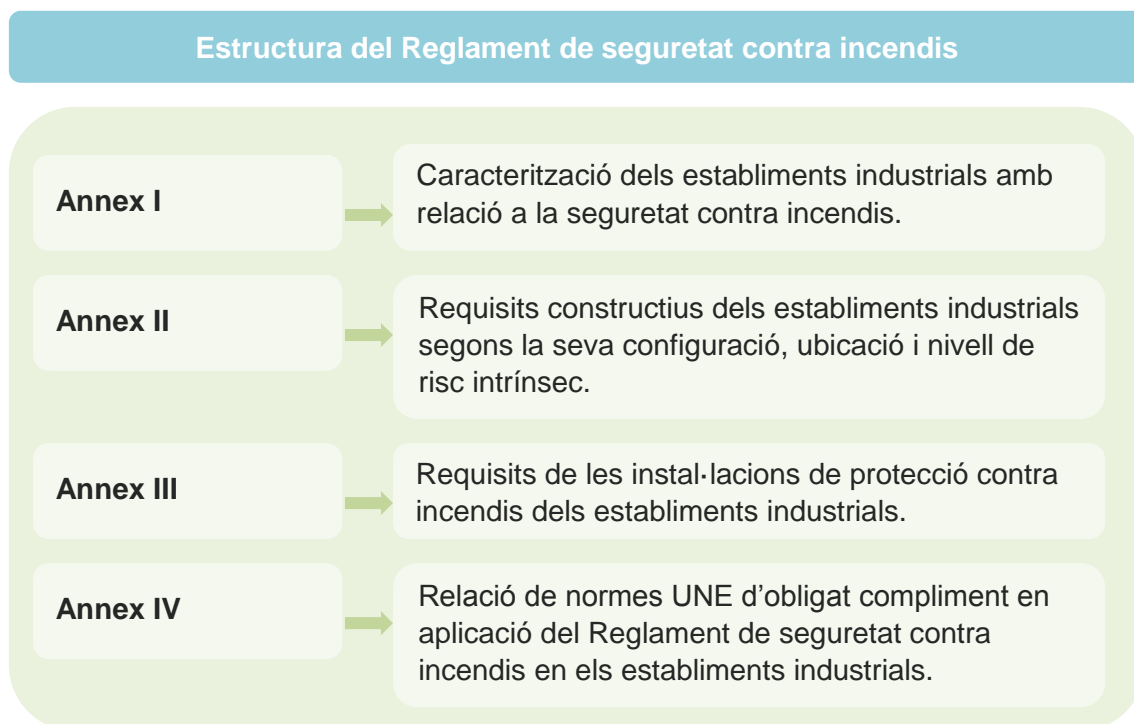 Estructura del Reglament de seguretat contra incendis
Annex I
Caracterització dels establiments industrials amb
relació a la seguretat contra incendis.
Annex II
Requisits constructius dels establiments industrials
segons la seva configuració, ubicació i nivell de
risc intrínsec.
Annex III
Requisits de les instal·lacions de protecció contra
incendis dels establiments industrials.
Annex IV
Relació de normes UNE d’obligat compliment en
aplicació del Reglament de seguretat contra
incendis en els establiments industrials.